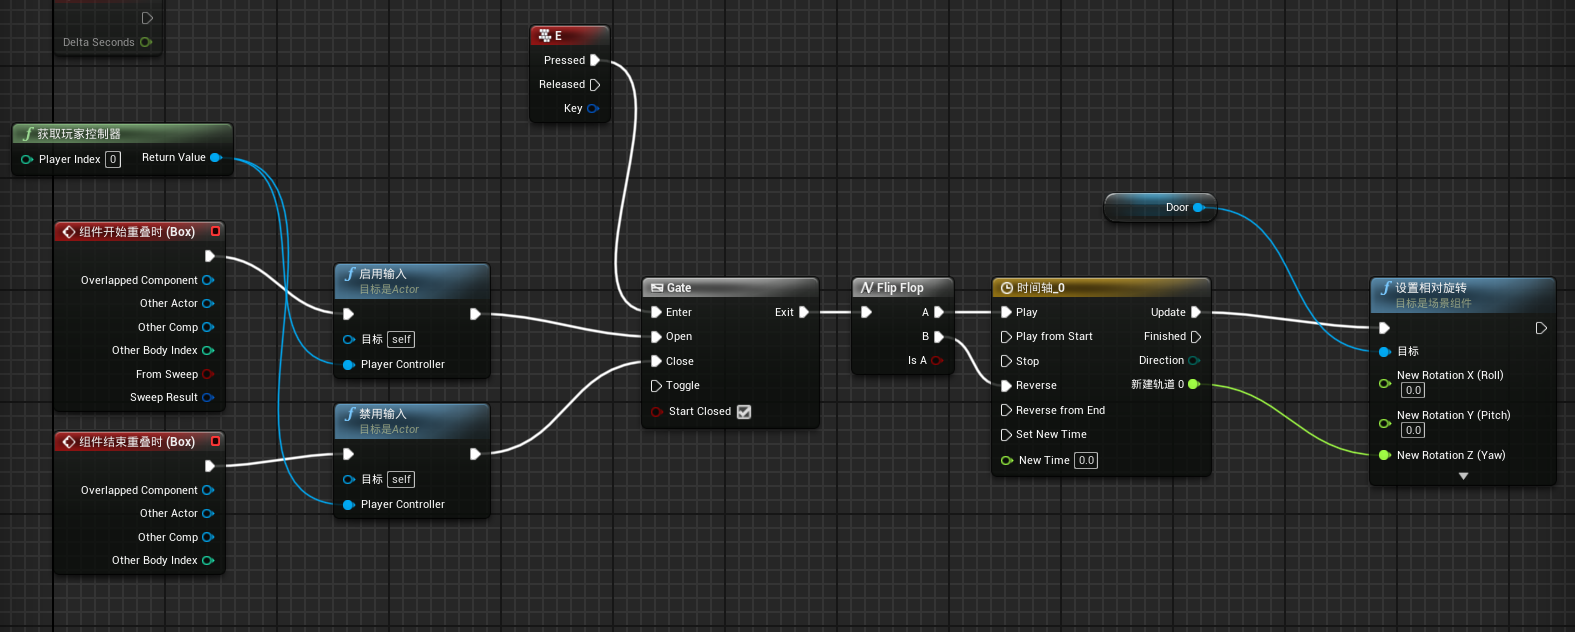 Delta Seconds
E
Pressed
Released
Key
获取玩家控制器
Player Index 0
Return Value
组件开始重叠时 (Box)
Overlapped Component
Other Actor
Other Comp
Other Body Index
From Sweep
Sweep Result
组件结束重叠时 (Box)
Overlapped Component
Other Actor
Other Comp
Other Body Index
启用输入
目标是Actor
目标 self
Player Controller
禁用输入
目标是Actor
目标 self
Player Controller
Gate
Enter
Exit
Open
Close
Toggle
Start Closed
Flip Flop
A
B
Is A
时间轴_0
Play
Update
Play from Start
Finished
Stop
Direction
Reverse
新建轨道 0
Reverse from End
Set New Time
New Time 0.0
Door
设置相对旋转
目标是场景组件
目标
New Rotation X (Roll)
0.0
New Rotation Y (Pitch)
0.0
New Rotation Z (Yaw)